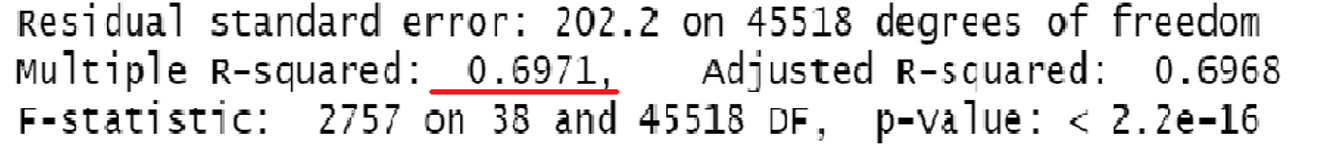 Residual standard error: 202.2 on 45518 degrees of freedom
Multiple R-squared: 0.6971, Adjusted R-squared: 0.6968
F-statistic: 2757 on 38 and 45518 DF, p-value: < 2.2e-16